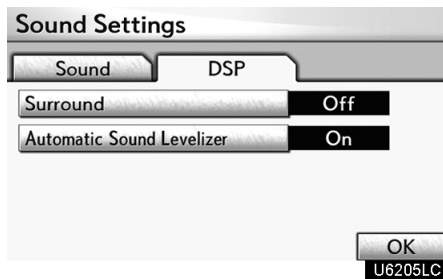 Sound Settings
Sound DSP
Surround Off
Automatic Sound Levelizer On
OK
U6205LC